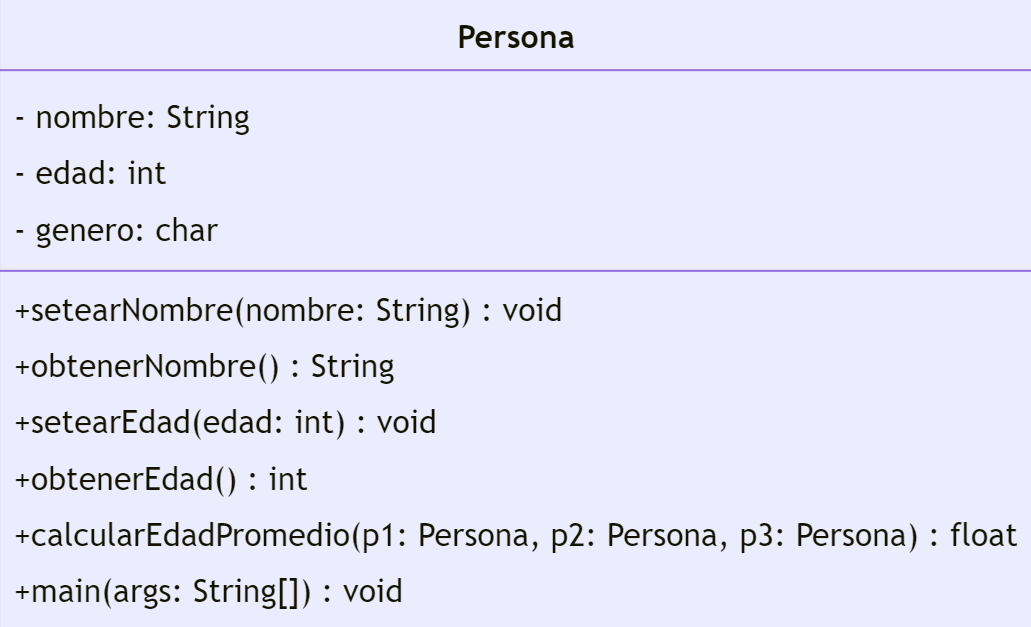 Persona
- nombre: String
- edad: int
- genero: char
+setearNombre(nombre: String) : void
+obtenerNombre() : String
+setearEdad(edad: int) : void
+obtenerEdad() : int
+calcularEdadPromedio(p1: Persona, p2: Persona, p3: Persona) : float
+main(args: String[]) : void